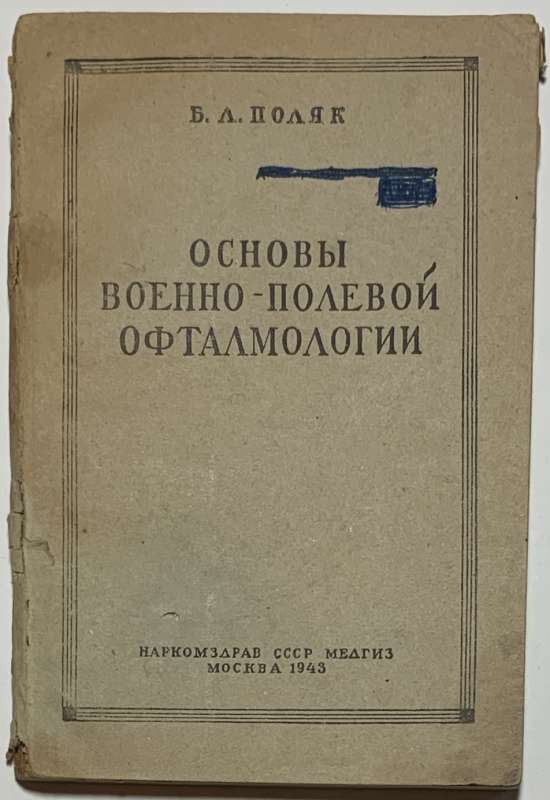 Б. Л. ПОЛЯК
ОСНОВЫ
ВОЕННО-ПОЛЕВОЙ
ОФТАЛМОЛОГИИ
НАРКОМЗДРАВ СССР МЕДГИЗ
МОСКВА 1943